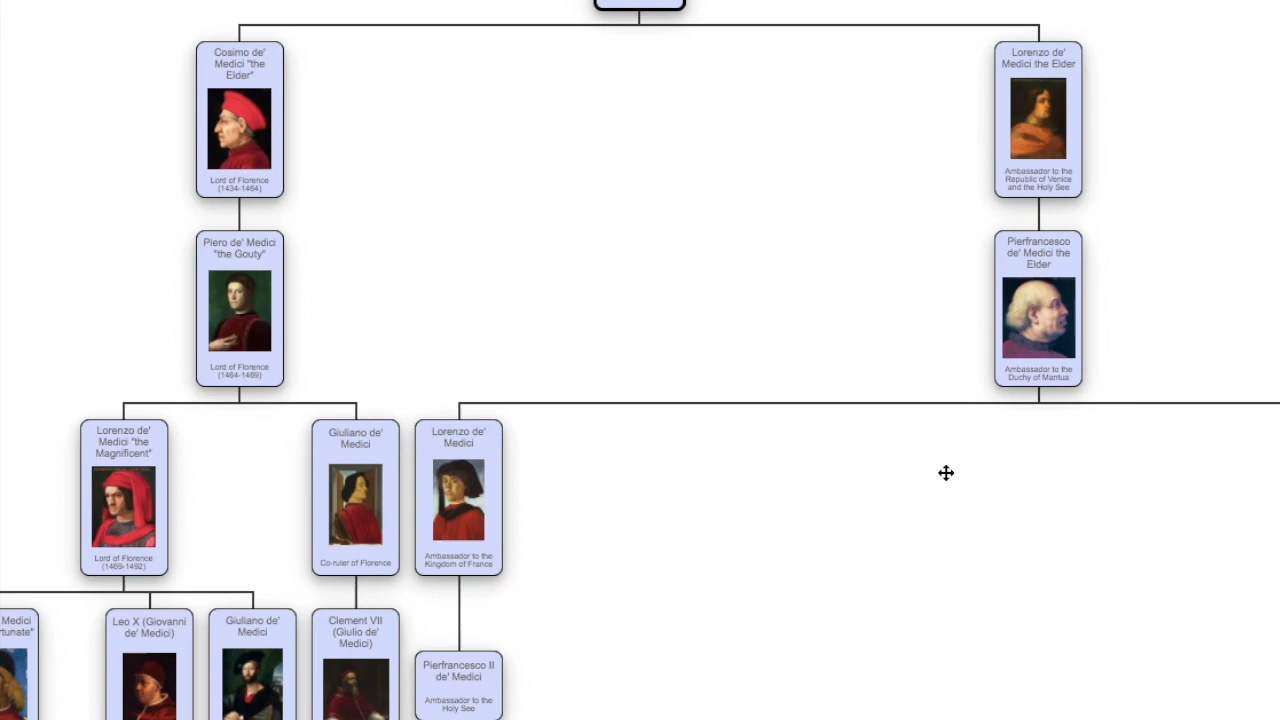 Cosimo de'
Medici "the
Elder"
Lord of Florence
(1434-1464)
Lorenzo de'
Medici the Elder
Ambassador to the
Republic of Venice
and the Holy See
Piero de' Medici
"the Gouty"
Lord of Florence
(1464-1469)
Pierfrancesco
de' Medici the
Elder
Ambassador to the
Duchy of Mantua
Lorenzo de'
Medici "the
Magnificent"
Lord of Florence
(1469-1492)
Giuliano de'
Medici
Co-ruler of Florence
Lorenzo de'
Medici
Ambassador to the
Kingdom of France
Medici
rtunate"
Leo X (Giovanni
de' Medici)
Giuliano de'
Medici
Clement VII
(Giulio de'
Medici)
Pierfrancesco II
de' Medici
Ambassador to the
Holy See